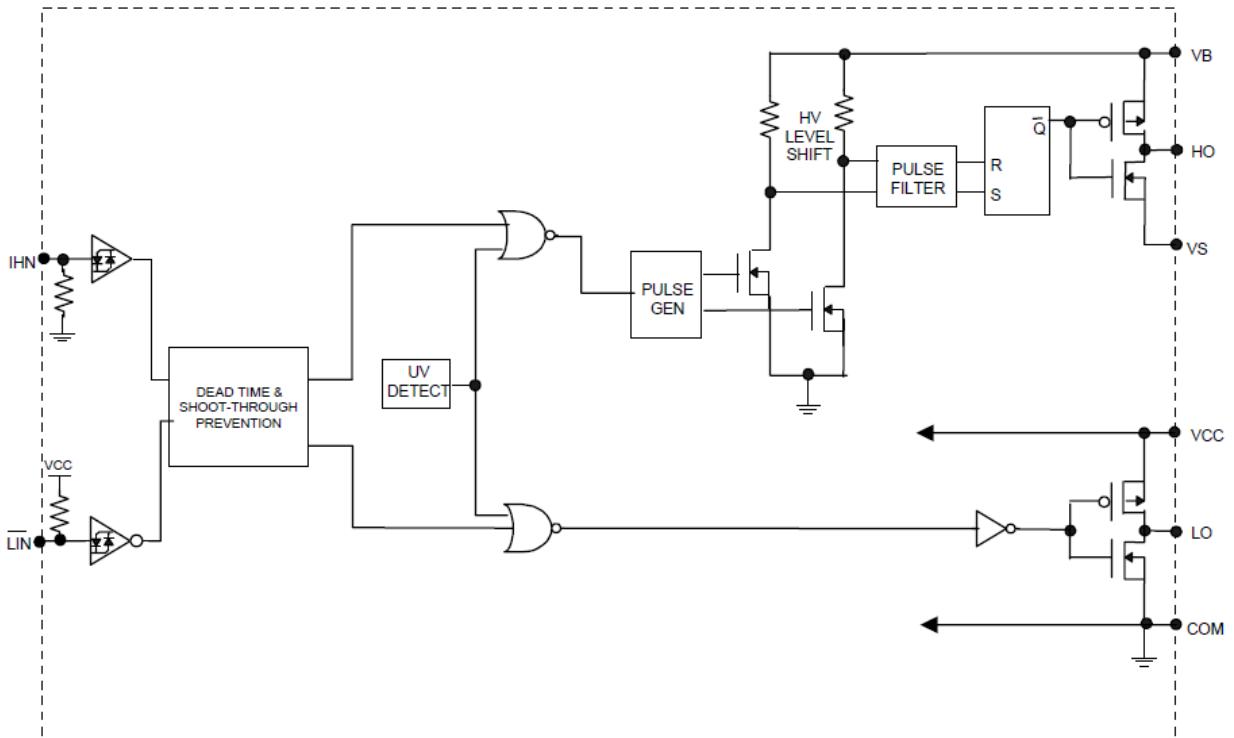 VB
HV
LEVEL
SHIFT
Q̅
HO
PULSE
FILTER
R
S
VS
IHN
PULSE
GEN
UV
DETECT
DEAD TIME &
SHOOT-THROUGH
PREVENTION
VCC
VCC
L̅I̅N̅
LO
COM